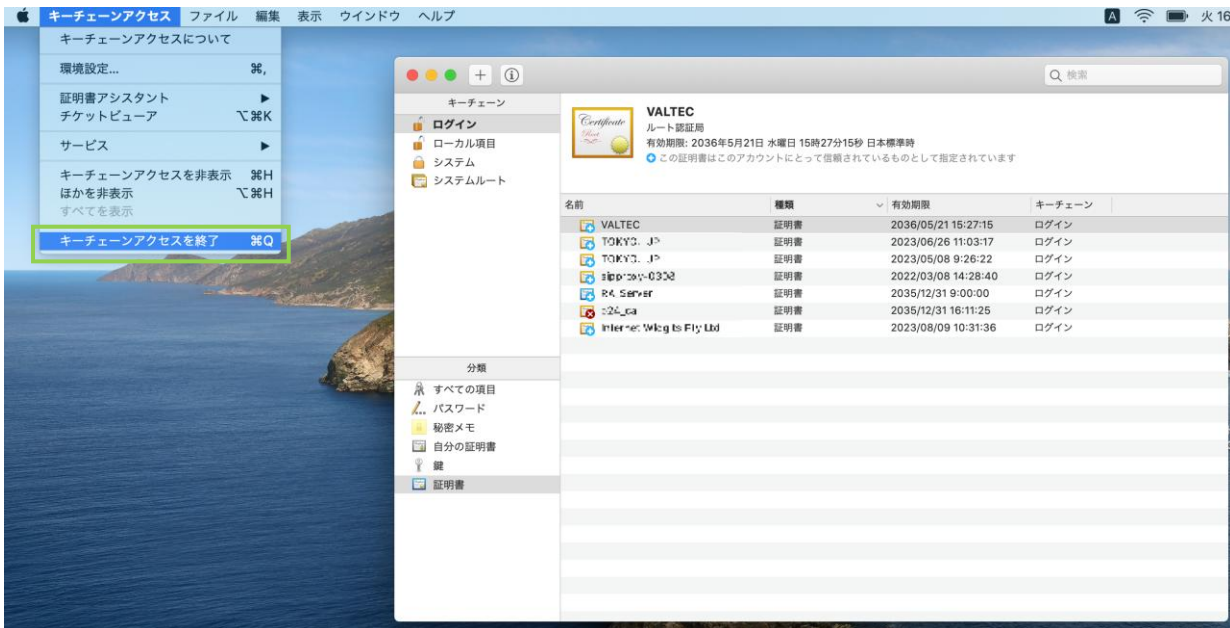 キーチェーンアクセス ファイル 編集 表示 ウインドウ ヘルプ A 火 16
キーチェーンアクセスについて
環境設定... ⌘,
証明書アシスタント ▶
チケットビューア ⌥⌘K
サービス ▶
キーチェーンアクセスを非表示 ⌘H
ほかを非表示 ⌥⌘H
すべてを表示
キーチェーンアクセスを終了 ⌘Q
検索
キーチェーン
ログイン
ローカル項目
システム
システムルート
分類
すべての項目
パスワード
秘密メモ
自分の証明書
鍵
証明書
Certificate
Root
VALTEC
ルート認証局
有効期限: 2036年5月21日 水曜日 15時27分15秒 日本標準時
この証明書はこのアカウントにとって信頼されているものとして指定されています
名前 種類 有効期限 キーチェーン
VALTEC 証明書 2036/05/21 15:27:15 ログイン
証明書 2023/06/26 11:03:17 ログイン
証明書 2023/05/08 9:26:22 ログイン
証明書 2022/03/08 14:28:40 ログイン
Server 証明書 2035/12/31 9:00:00 ログイン
証明書 2035/12/31 16:11:25 ログイン
Internet 証明書 2023/08/09 10:31:36 ログイン